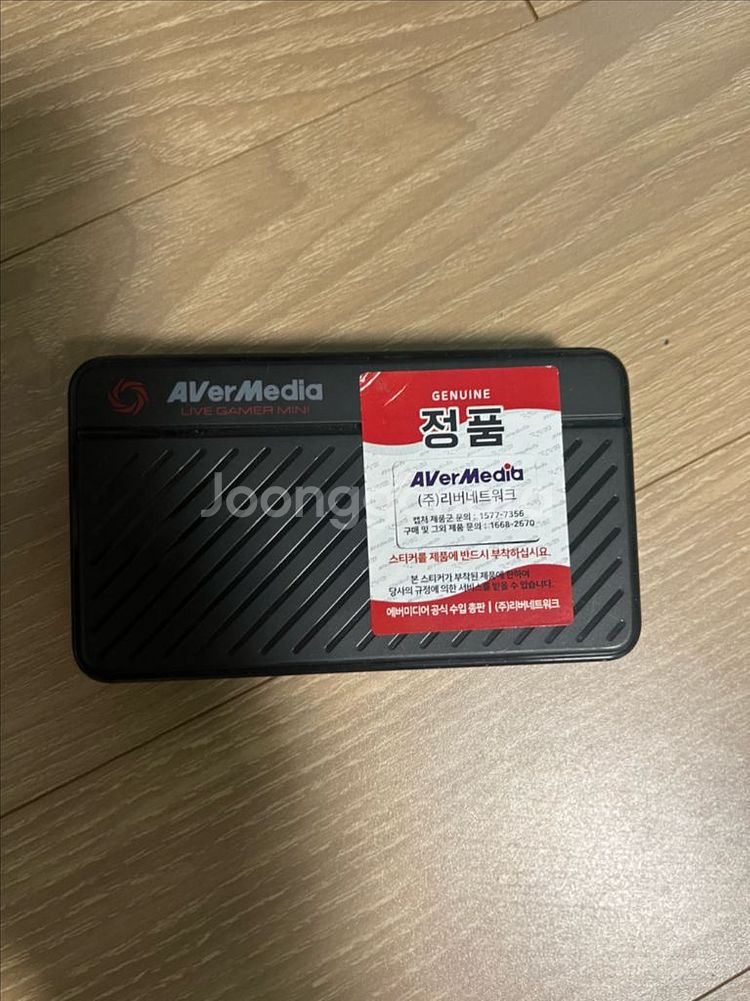 AVerMedia
LIVE GAMER MINI
GENUINE
정품
AVerMedia
(주)리버네트워크
캡처 제품군 문의 : 1577-7356
구매 및 그외 제품 문의 : 1668-2670
스티커를 제품에 반드시 부착하십시요.
본 스티커가 부착된 제품에 한하여
당사의 규정에 의한 서비스를 받을 수 있습니다.
에버미디어 공식 수입 총판 | (주)리버네트워크